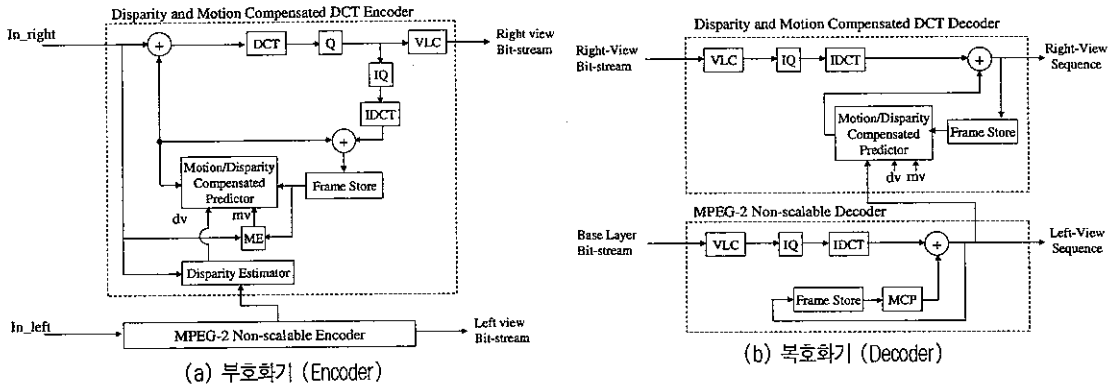 Disparity and Motion Compensated DCT Encoder
In_right
DCT
Q
VLC
Right view
Bit-stream
IQ
IDCT
+
+
Motion/Disparity
Compensated
Predictor
Frame Store
dv
mv
ME
Disparity Estimator
In_left
MPEG-2 Non-scalable Encoder
Left view
Bit-stream
(a) 부호화기 (Encoder)
Disparity and Motion Compensated DCT Decoder
Right-View
Bit-stream
VLC
IQ
IDCT
+
Right-View
Sequence
Motion/Disparity
Compensated
Predictor
Frame Store
dv mv
MPEG-2 Non-scalable Decoder
Base Layer
Bit-stream
VLC
IQ
IDCT
+
Left-View
Sequence
Frame Store
MCP
(b) 복호화기 (Decoder)